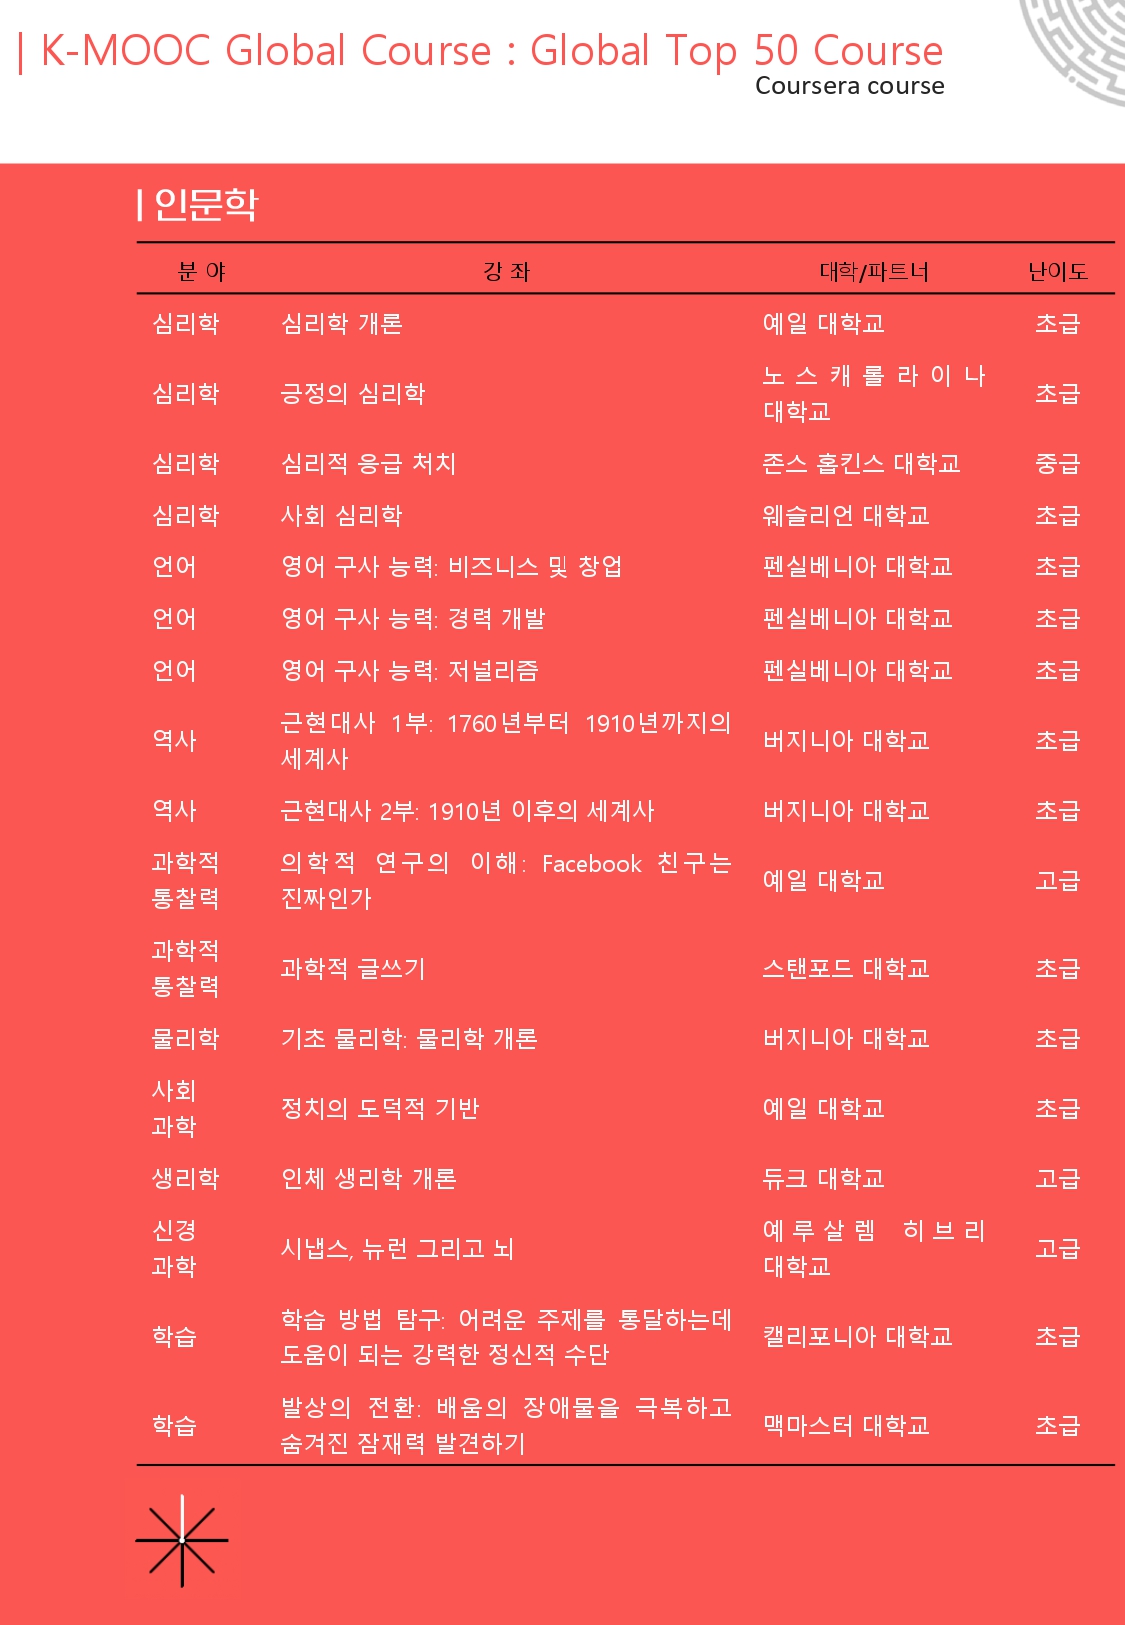 | K-MOOC Global Course : Global Top 50 Course
Coursera course
| 인문학
분 야 강 좌 대학/파트너 난이도
심리학 심리학 개론 예일 대학교 초급
심리학 긍정의 심리학 노스캐롤라이나 대학교 초급
심리학 심리적 응급 처치 존스 홉킨스 대학교 중급
심리학 사회 심리학 웨슬리언 대학교 초급
언어 영어 구사 능력: 비즈니스 및 창업 펜실베니아 대학교 초급
언어 영어 구사 능력: 경력 개발 펜실베니아 대학교 초급
언어 영어 구사 능력: 저널리즘 펜실베니아 대학교 초급
역사 근현대사 1부: 1760년부터 1910년까지의 세계사 버지니아 대학교 초급
역사 근현대사 2부: 1910년 이후의 세계사 버지니아 대학교 초급
과학적 통찰력 의학적 연구의 이해: Facebook 친구는 진짜인가 예일 대학교 고급
과학적 통찰력 과학적 글쓰기 스탠포드 대학교 초급
물리학 기초 물리학: 물리학 개론 버지니아 대학교 초급
사회 과학 정치의 도덕적 기반 예일 대학교 초급
생리학 인체 생리학 개론 듀크 대학교 고급
신경 과학 시냅스, 뉴런 그리고 뇌 예루살렘 히브리 대학교 고급
학습 학습 방법 탐구: 어려운 주제를 통달하는데 도움이 되는 강력한 정신적 수단 캘리포니아 대학교 초급
학습 발상의 전환: 배움의 장애물을 극복하고 숨겨진 잠재력 발견하기 맥마스터 대학교 초급